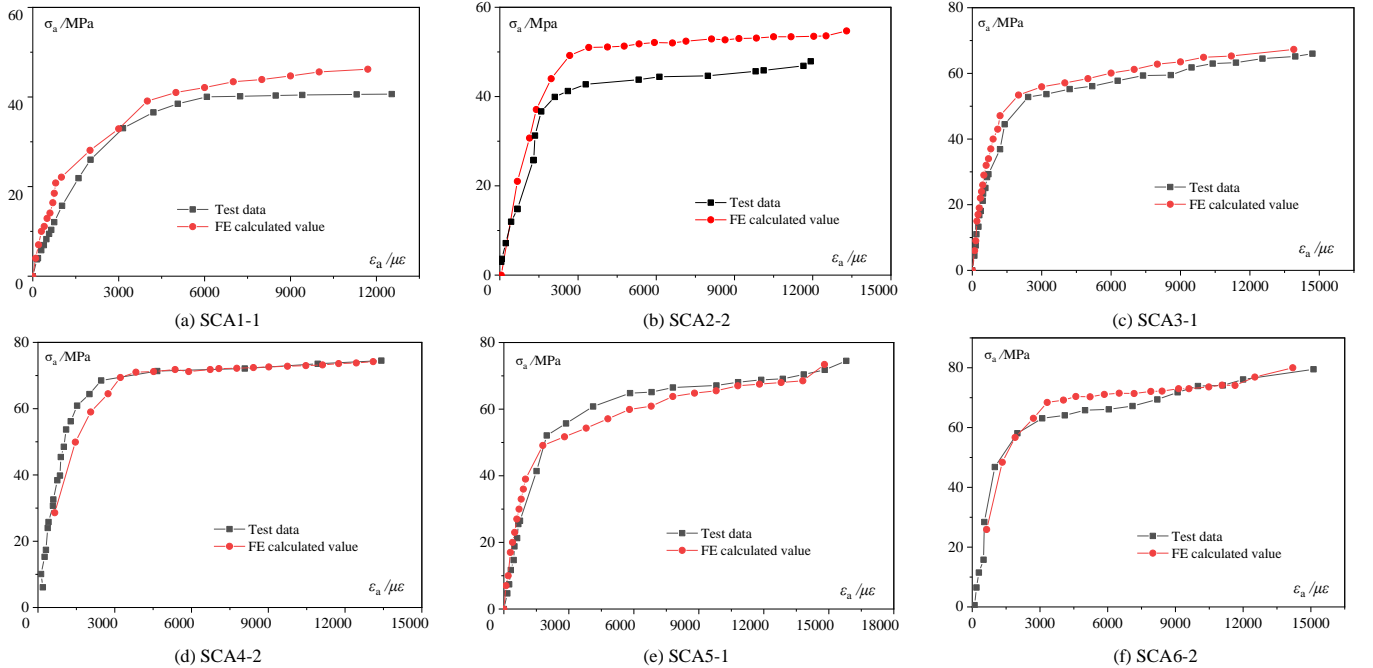 σa /MPa
60
40
20
0
0 3000 6000 9000 12000
Test data
FE calculated value
εa /με
(a) SCA1-1
σa /Mpa
60
40
20
0
0 3000 6000 9000 12000 15000
Test data
FE calculated value
εa /με
(b) SCA2-2
σa /MPa
80
60
40
20
0
0 3000 6000 9000 12000 15000
Test data
FE calculated value
εa /με
(c) SCA3-1
σa /MPa
80
60
40
20
0
0 3000 6000 9000 12000 15000
Test data
FE calculated value
εa /με
(d) SCA4-2
σa /MPa
80
60
40
20
0
0 3000 6000 9000 12000 15000 18000
Test data
FE calculated value
εa /με
(e) SCA5-1
σa /MPa
80
60
40
20
0
0 3000 6000 9000 12000 15000
Test data
FE calculated value
εa /με
(f) SCA6-2